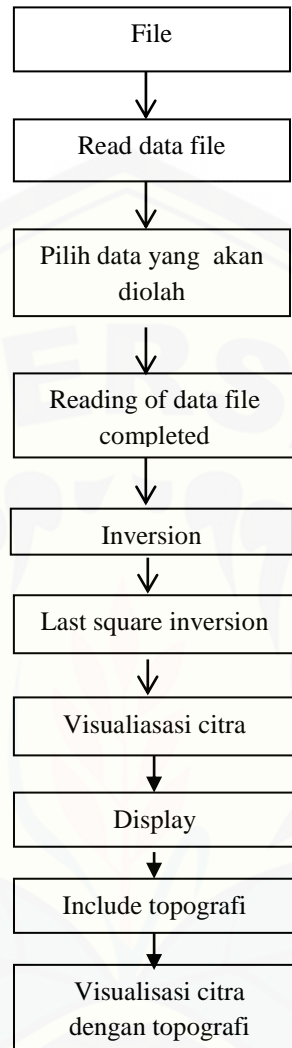 File
Read data file
Pilih data yang akan
diolah
Reading of data file
completed
Inversion
Last square inversion
Visualiasasi citra
Display
Include topografi
Visualisasi citra
dengan topografi